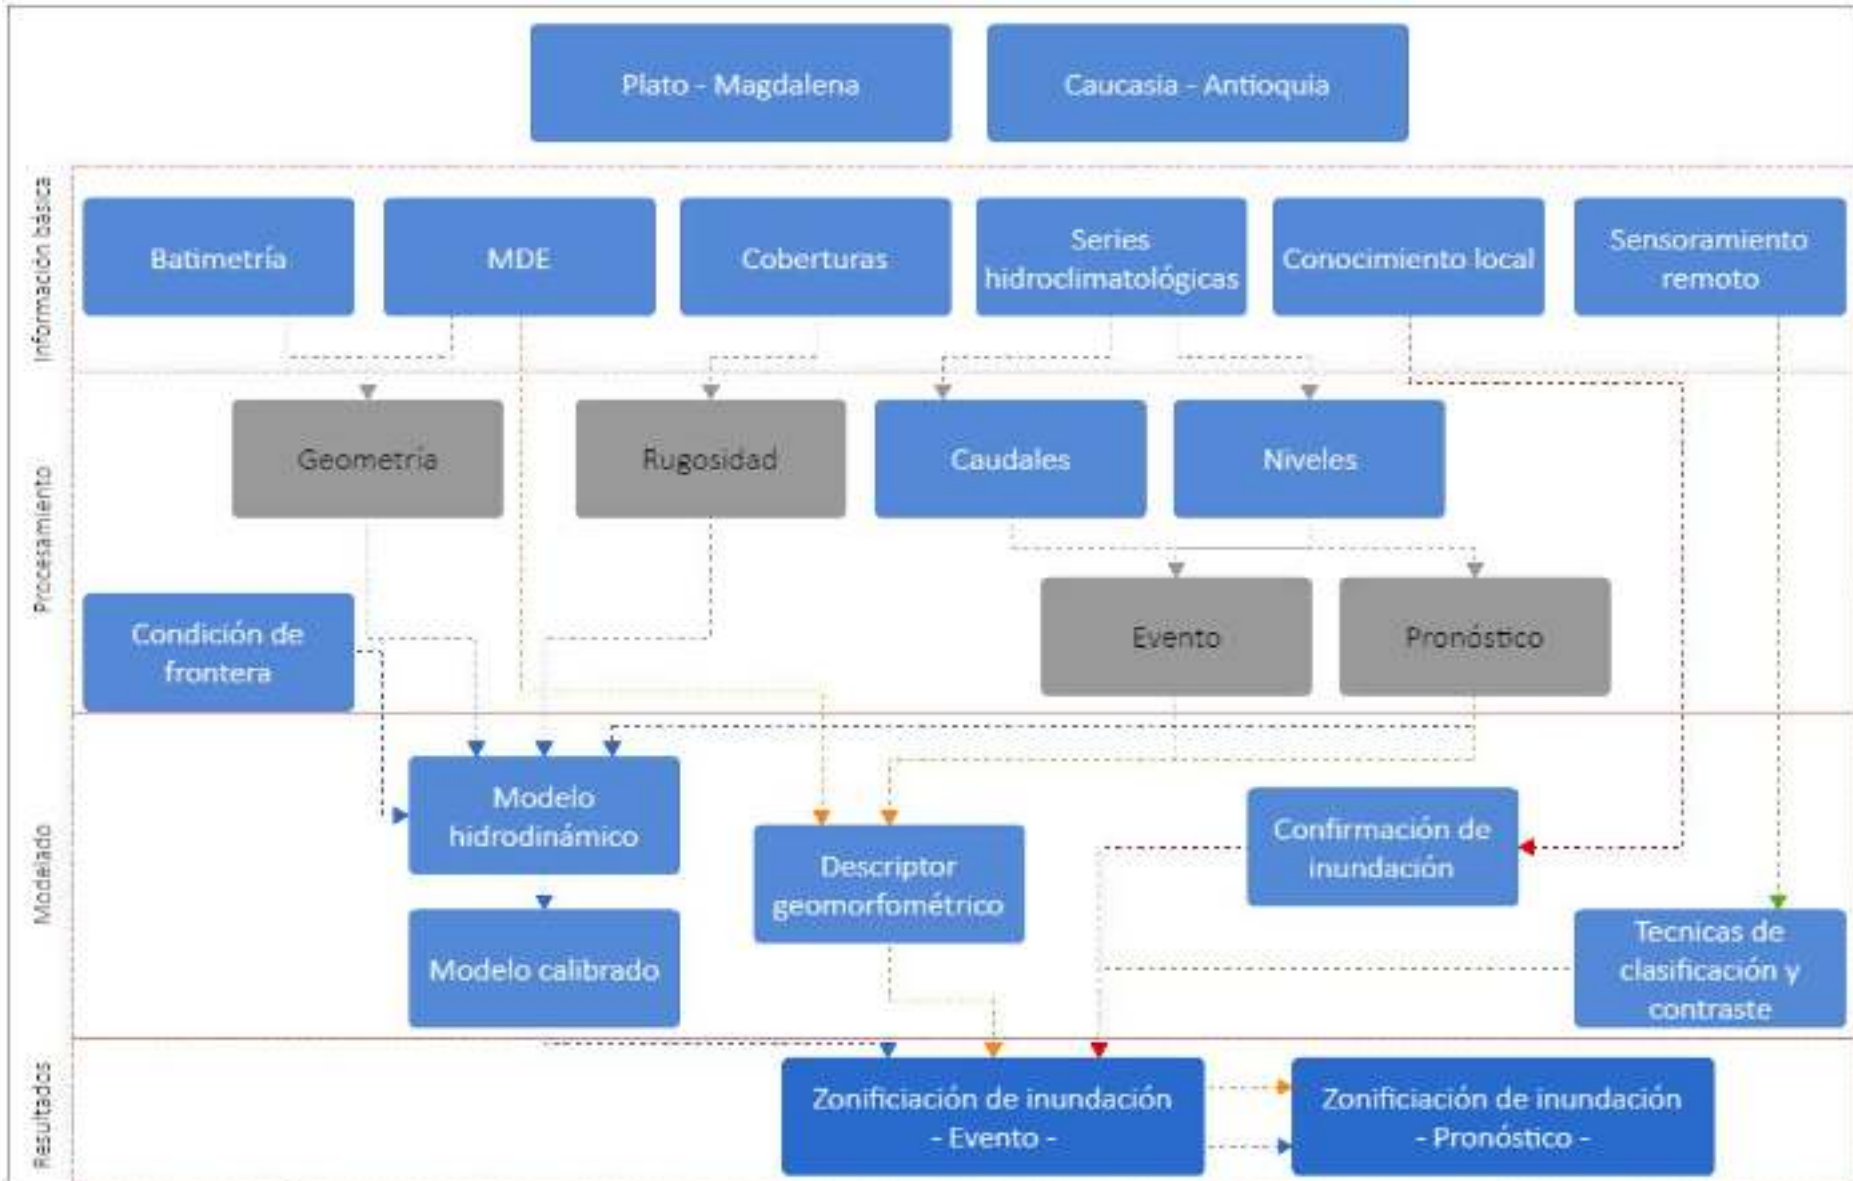 Plato - Magdalena
Caucasia - Antioquia
Información básica
Batimetría
MDE
Coberturas
Series
hidroclimatológicas
Conocimiento local
Sensoramiento
remoto
Procesamiento
Geometría
Rugosidad
Caudales
Niveles
Condición de
frontera
Evento
Pronóstico
Modelado
Modelo
hidrodinámico
Descriptor
geomorfométrico
Confirmación de
inundación
Modelo calibrado
Tecnicas de
clasificación y
contraste
Resultados
Zonificiación de inundación
- Evento -
Zonificiación de inundación
- Pronóstico -